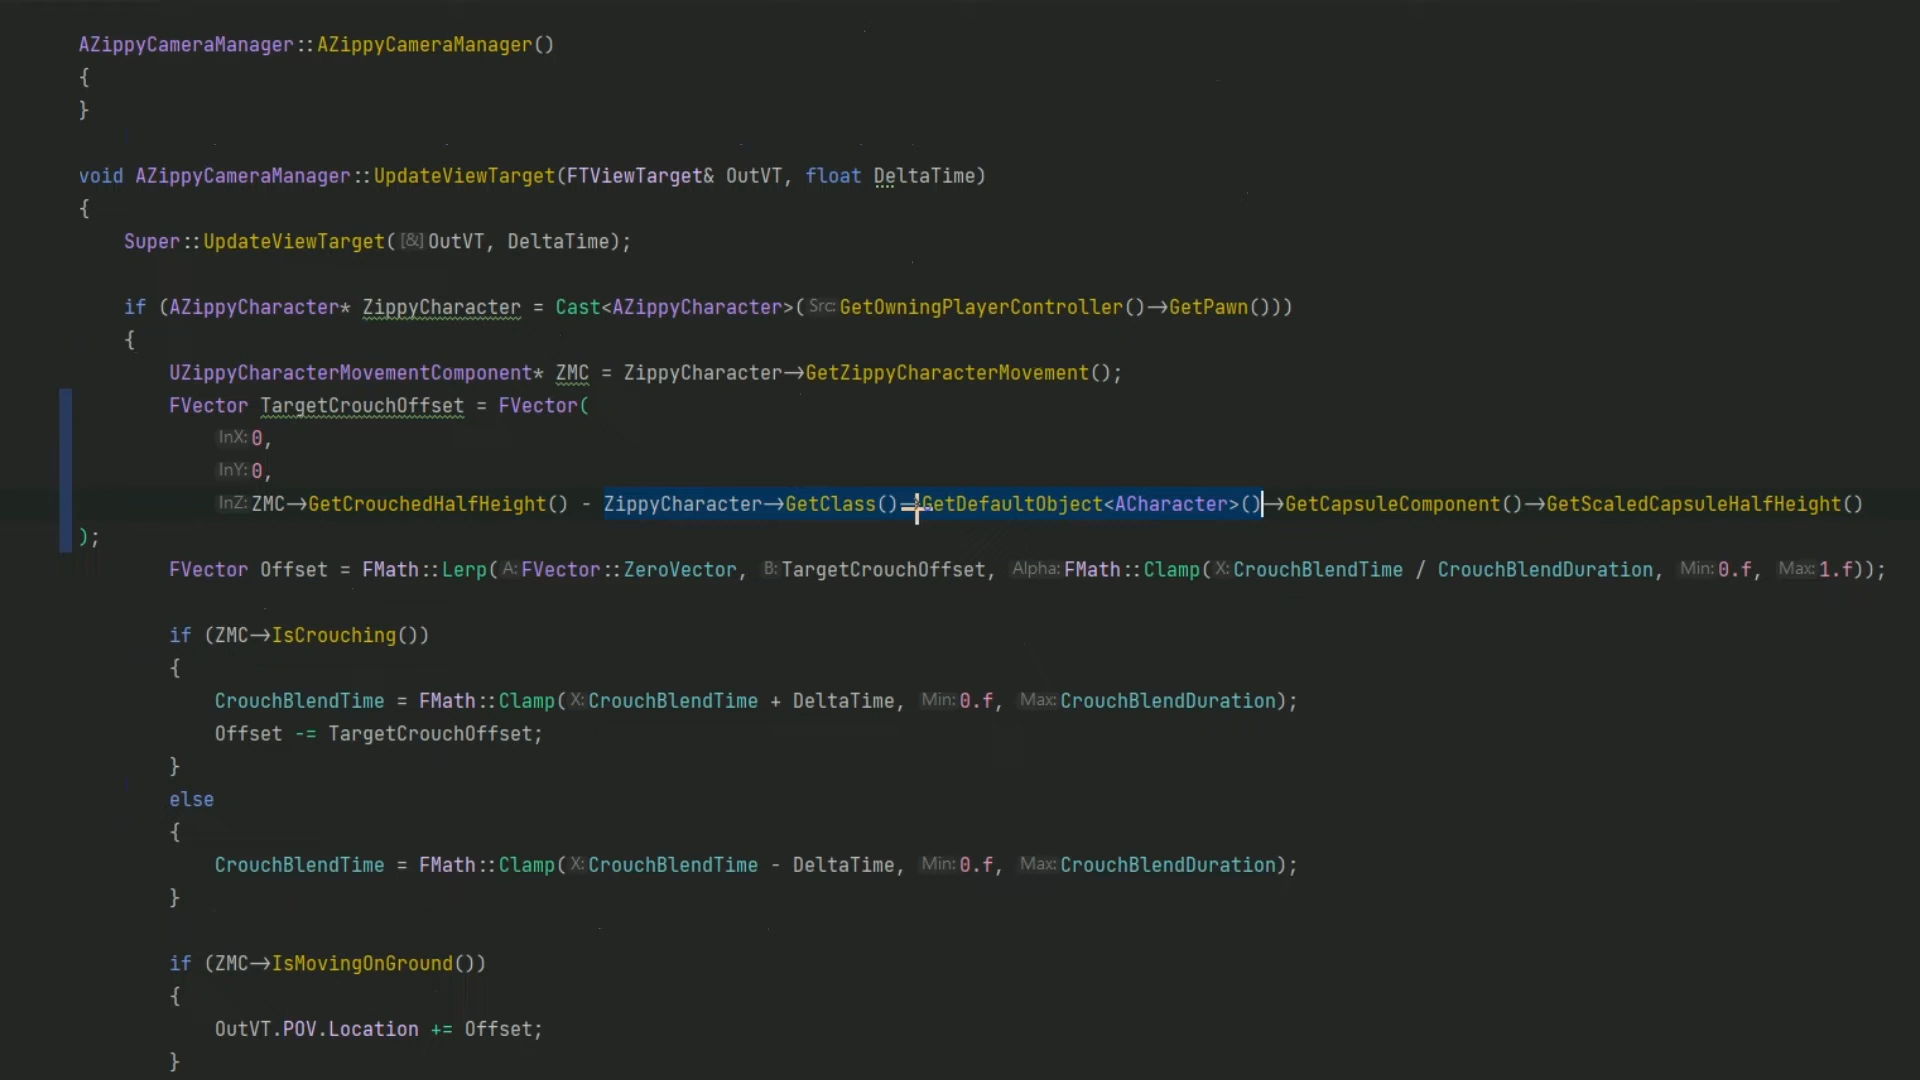 AZippyCameraManager::AZippyCameraManager()
{
}
void AZippyCameraManager::UpdateViewTarget(FTViewTarget& OutVT, float DeltaTime)
{
Super::UpdateViewTarget([&]OutVT, DeltaTime);
if (AZippyCharacter* ZippyCharacter = Cast<AZippyCharacter>(Src:GetOwningPlayerController()→GetPawn()))
{
UZippyCharacterMovementComponent* ZMC = ZippyCharacter→GetZippyCharacterMovement();
FVector TargetCrouchOffset = FVector(
InX:0,
InY:0,
InZ:ZMC→GetCrouchedHalfHeight() - ZippyCharacter→GetClass()→GetDefaultObject<ACharacter>()→GetCapsuleComponent()→GetScaledCapsuleHalfHeight()
);
FVector Offset = FMath::Lerp(A:FVector::ZeroVector, B:TargetCrouchOffset, Alpha:FMath::Clamp(X:CrouchBlendTime / CrouchBlendDuration, Min:0.f, Max:1.f));
if (ZMC→IsCrouching())
{
CrouchBlendTime = FMath::Clamp(X:CrouchBlendTime + DeltaTime, Min:0.f, Max:CrouchBlendDuration);
Offset -= TargetCrouchOffset;
}
else
{
CrouchBlendTime = FMath::Clamp(X:CrouchBlendTime - DeltaTime, Min:0.f, Max:CrouchBlendDuration);
}
if (ZMC→IsMovingOnGround())
{
OutVT.POV.Location += Offset;
}